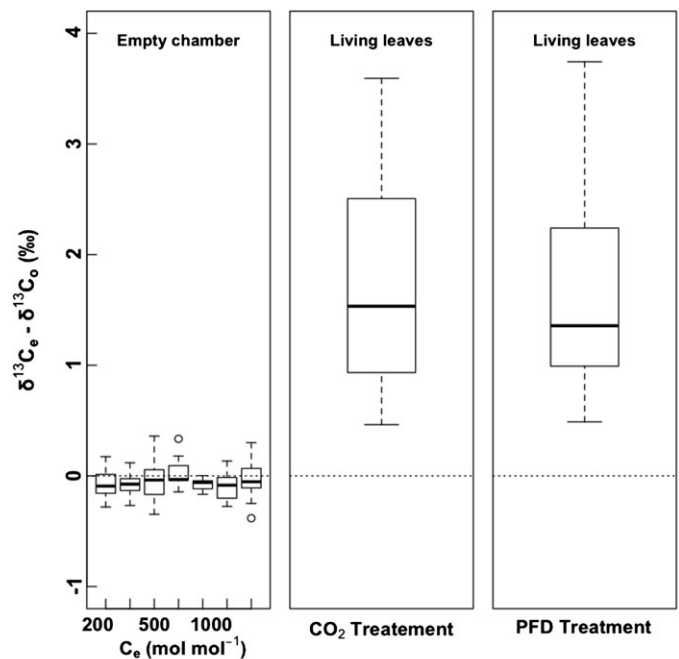 Empty chamber
Living leaves
Living leaves
4
3
2
1
0
-1
δ¹³Cₑ - δ¹³Cₒ (‰)
200 500 1000
Cₑ (mol mol⁻¹)
CO₂ Treatement
PFD Treatment